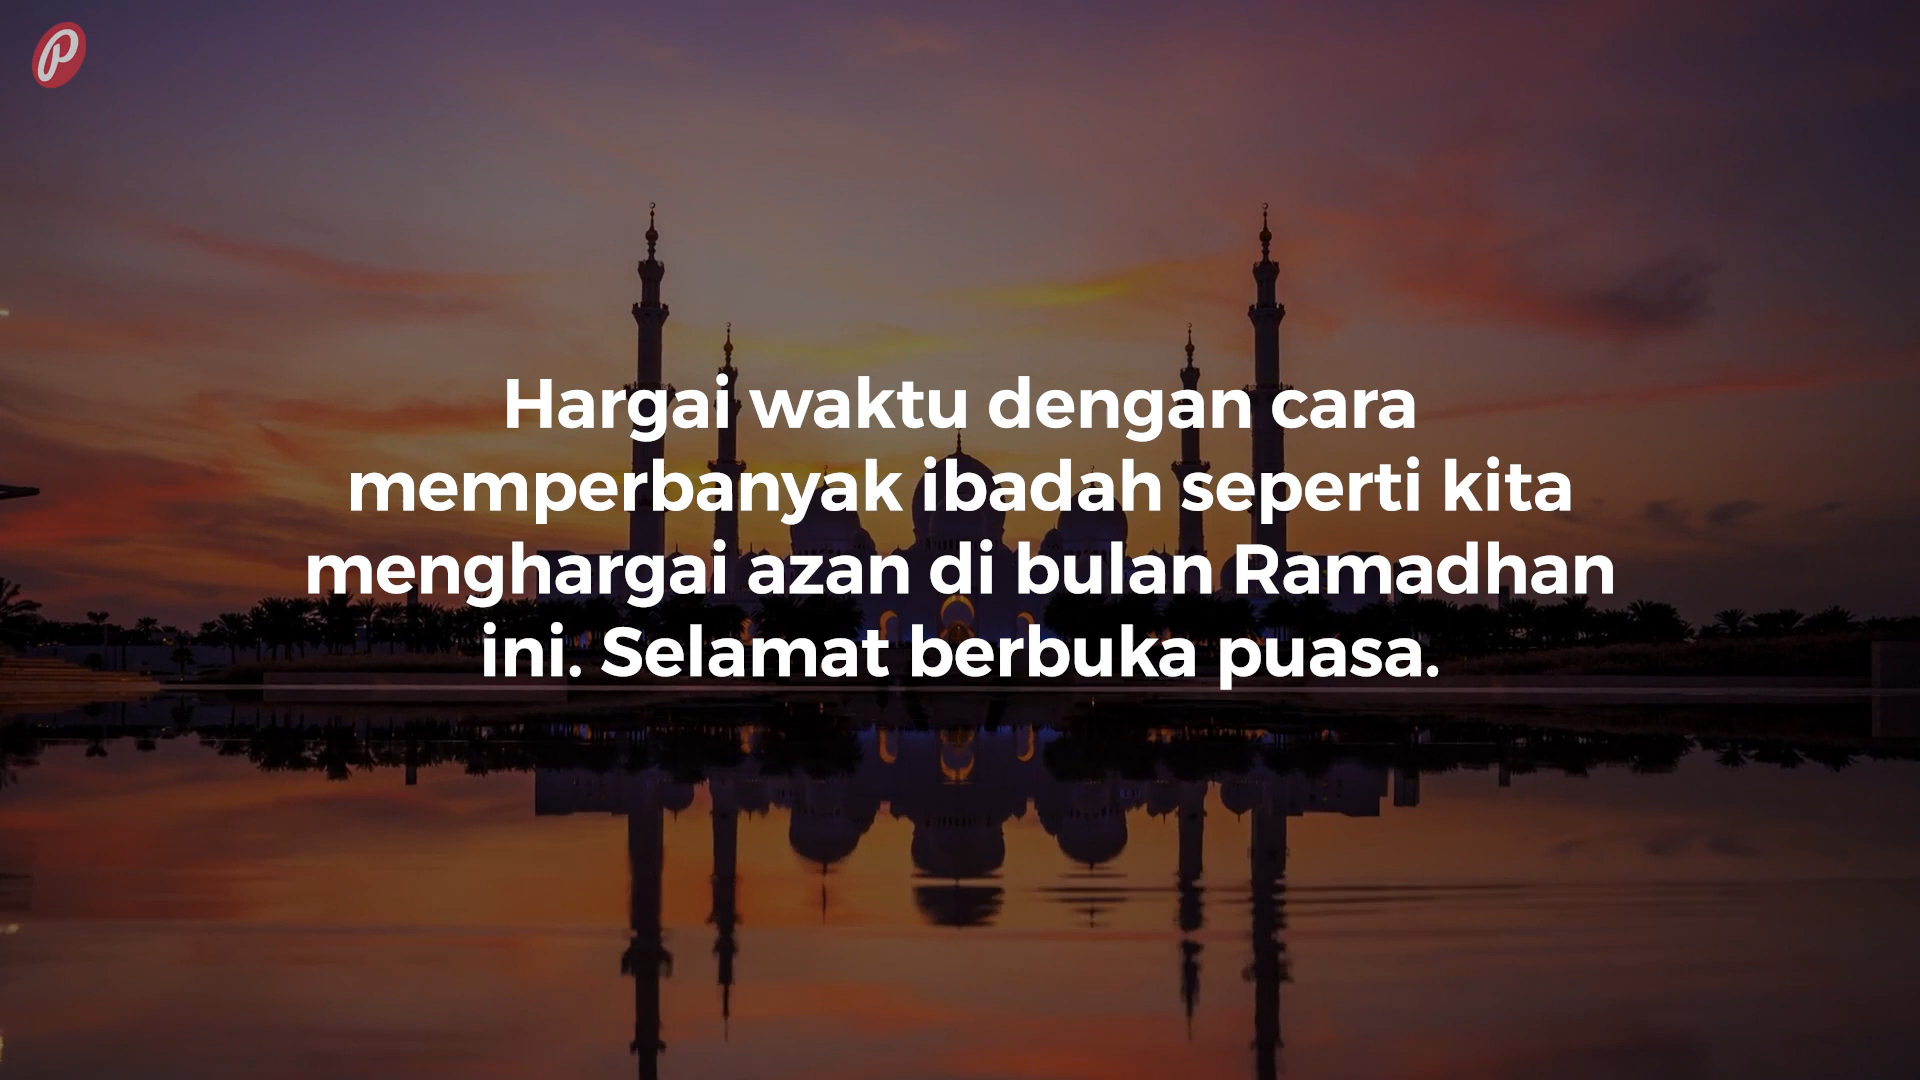 Hargai waktu dengan cara
memperbanyak ibadah seperti kita
menghargai azan di bulan Ramadhan
ini. Selamat berbuka puasa.